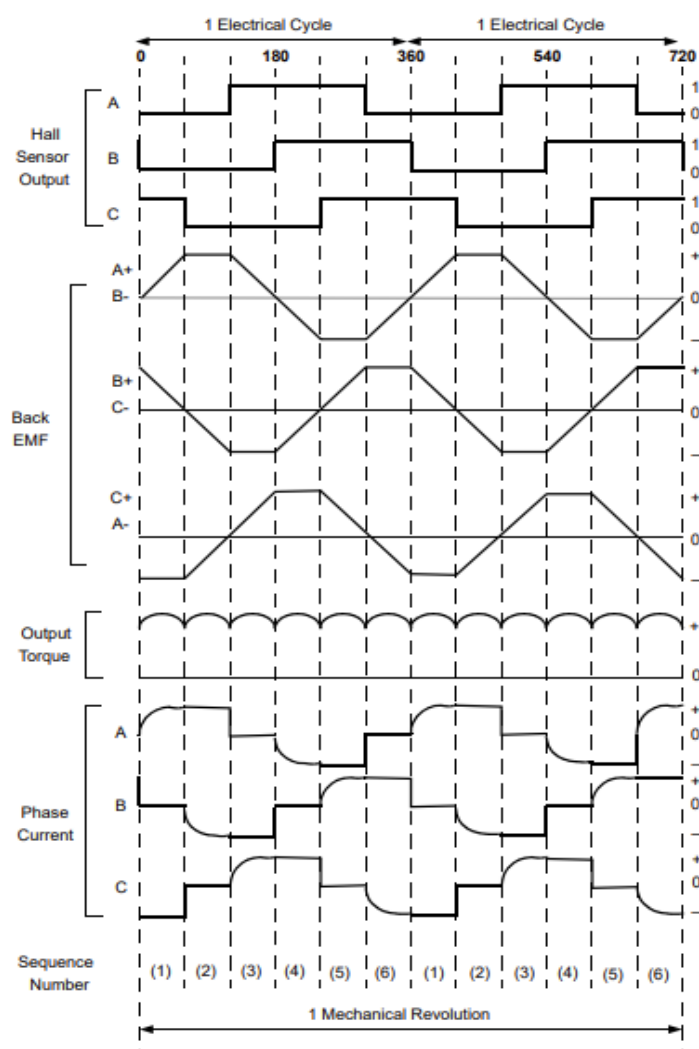 1 Electrical Cycle 1 Electrical Cycle
0 180 360 540 720
A 1
0
Hall
Sensor
Output
B 1
0
C 1
0
A+ +
B- 0
–
B+ +
C- 0
–
Back
EMF
C+ +
A- 0
–
Output
Torque
+
0
A +
0
–
B +
0
–
Phase
Current
C +
0
–
Sequence
Number
(1) (2) (3) (4) (5) (6) (1) (2) (3) (4) (5) (6)
1 Mechanical Revolution